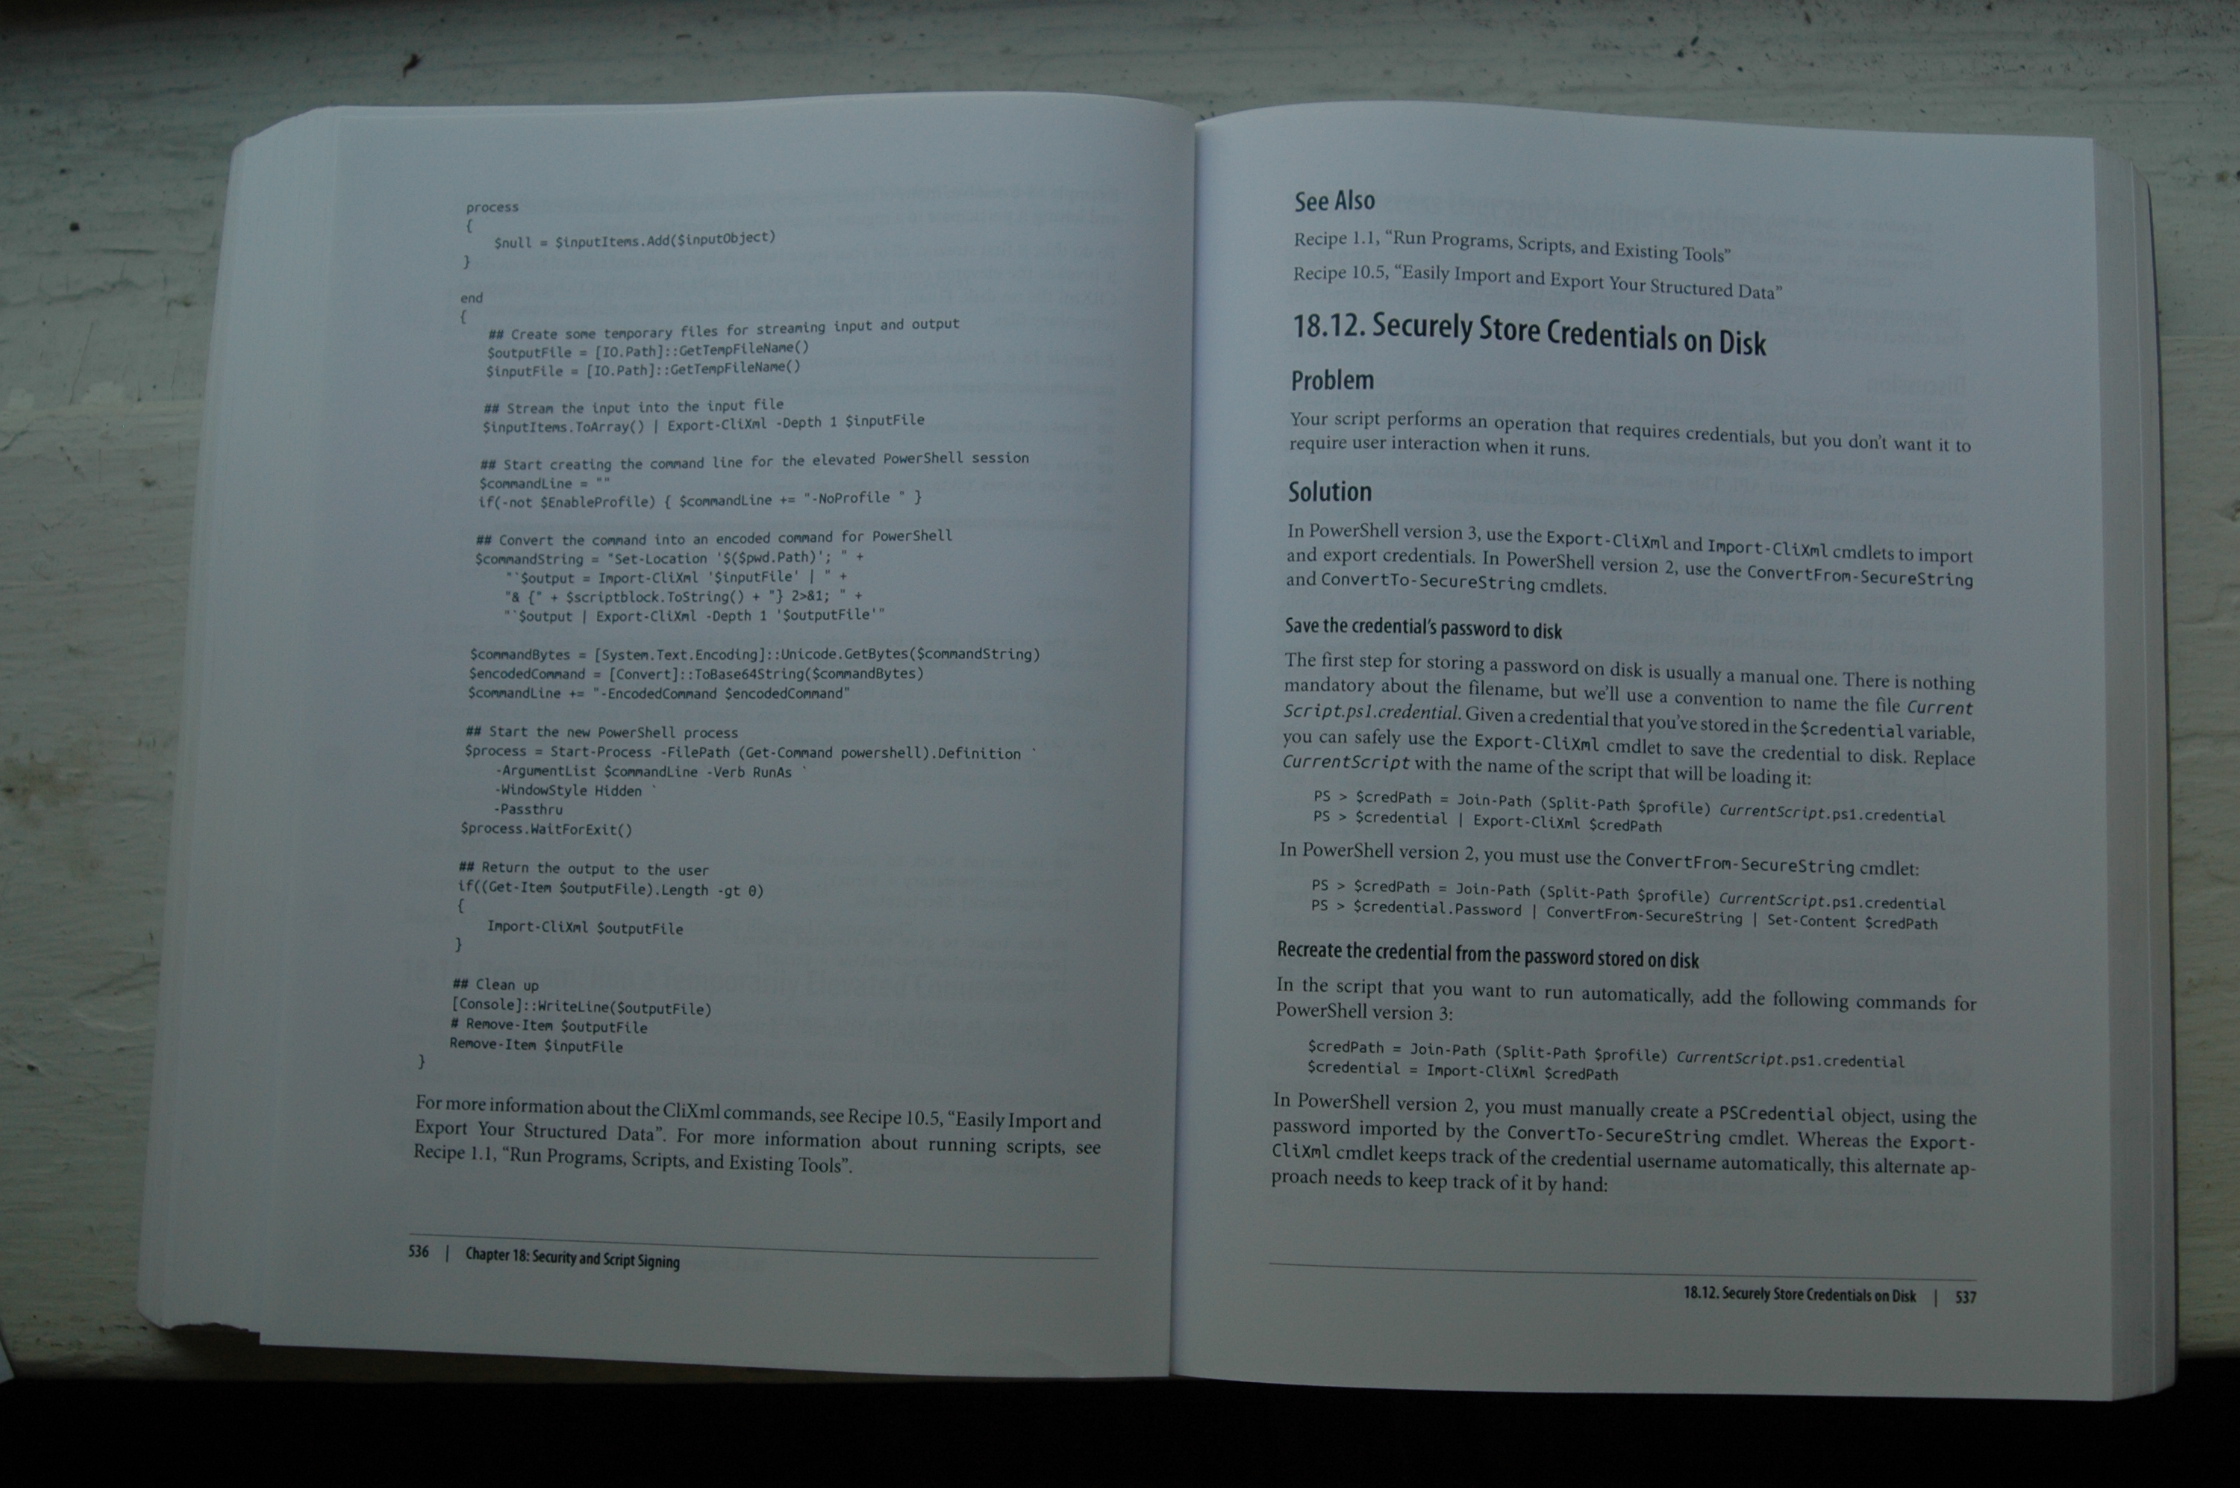 process
{
    $null = $inputItems.Add($inputObject)
}
end
{
    ## Create some temporary files for streaming input and output
    $outputFile = [IO.Path]::GetTempFileName()
    $inputFile = [IO.Path]::GetTempFileName()
    ## Stream the input into the input file
    $inputItems.ToArray() | Export-CliXml -Depth 1 $inputFile
    ## Start creating the command line for the elevated PowerShell session
    $commandLine = ""
    if(-not $EnableProfile) { $commandLine += "-NoProfile " }
    ## Convert the command into an encoded command for PowerShell
    $commandString = "Set-Location '$($pwd.Path)'; " +
        "`$output = Import-CliXml '$inputFile' | " +
        "& {" + $scriptblock.ToString() + "} 2>&1; " +
        "`$output | Export-CliXml -Depth 1 '$outputFile'"
    $commandBytes = [System.Text.Encoding]::Unicode.GetBytes($commandString)
    $encodedCommand = [Convert]::ToBase64String($commandBytes)
    $commandLine += "-EncodedCommand $encodedCommand"
    ## Start the new PowerShell process
    $process = Start-Process -FilePath (Get-Command powershell).Definition `
        -ArgumentList $commandLine -Verb RunAs `
        -WindowStyle Hidden `
        -Passthru
    $process.WaitForExit()
    ## Return the output to the user
    if((Get-Item $outputFile).Length -gt 0)
    {
        Import-CliXml $outputFile
    }
    ## Clean up
    [Console]::WriteLine($outputFile)
    # Remove-Item $outputFile
    Remove-Item $inputFile
}
For more information about the CliXml commands, see Recipe 10.5, “Easily Import and
Export Your Structured Data”. For more information about running scripts, see
Recipe 1.1, “Run Programs, Scripts, and Existing Tools”.
536 | Chapter 18: Security and Script Signing
See Also
Recipe 1.1, “Run Programs, Scripts, and Existing Tools”
Recipe 10.5, “Easily Import and Export Your Structured Data”
18.12. Securely Store Credentials on Disk
Problem
Your script performs an operation that requires credentials, but you don’t want it to
require user interaction when it runs.
Solution
In PowerShell version 3, use the Export-CliXml and Import-CliXml cmdlets to import
and export credentials. In PowerShell version 2, use the ConvertFrom-SecureString
and ConvertTo-SecureString cmdlets.
Save the credential’s password to disk
The first step for storing a password on disk is usually a manual one. There is nothing
mandatory about the filename, but we’ll use a convention to name the file Current
Script.ps1.credential. Given a credential that you’ve stored in the $credential variable,
you can safely use the Export-CliXml cmdlet to save the credential to disk. Replace
CurrentScript with the name of the script that will be loading it:
PS > $credPath = Join-Path (Split-Path $profile) CurrentScript.ps1.credential
PS > $credential | Export-CliXml $credPath
In PowerShell version 2, you must use the ConvertFrom-SecureString cmdlet:
PS > $credPath = Join-Path (Split-Path $profile) CurrentScript.ps1.credential
PS > $credential.Password | ConvertFrom-SecureString | Set-Content $credPath
Recreate the credential from the password stored on disk
In the script that you want to run automatically, add the following commands for
PowerShell version 3:
$credPath = Join-Path (Split-Path $profile) CurrentScript.ps1.credential
$credential = Import-CliXml $credPath
In PowerShell version 2, you must manually create a PSCredential object, using the
password imported by the ConvertTo-SecureString cmdlet. Whereas the Export-
CliXml cmdlet keeps track of the credential username automatically, this alternate ap-
proach needs to keep track of it by hand:
18.12. Securely Store Credentials on Disk | 537